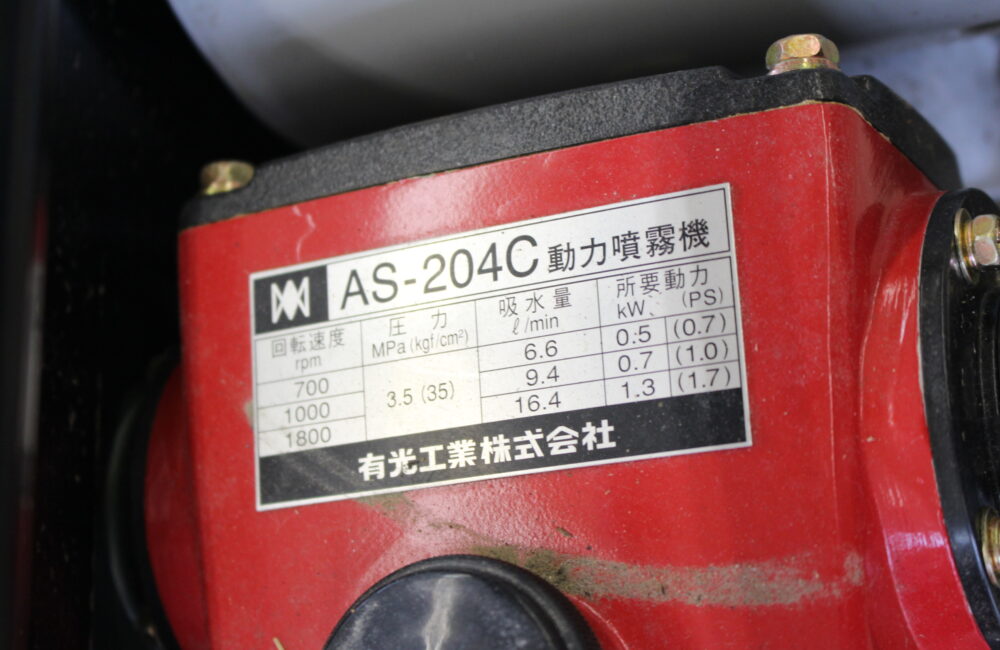 AS-204C 動力噴霧機
回転速度 圧力 吸水量 所要動力
rpm MPa (kgf/cm²) ℓ/min kW (PS)
700 3.5 (35) 6.6 0.5 (0.7)
1000 9.4 0.7 (1.0)
1800 16.4 1.3 (1.7)
有光工業株式会社